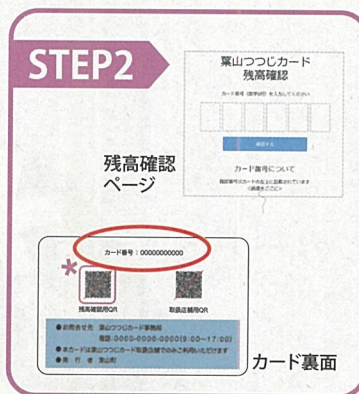 STEP2
葉山つつじカード
残高確認
カード番号(数字6桁)を入力してください
確認する
カード番号について
残高確認
ページ
カード番号：00000000000
*
残高確認用QR
取扱店舗用QR
●お問合せ先 葉山つつじカード事務局
電話:0000-0000-0000(9:00~17:00)
●本カードは葉山つつじカード取扱店舗でのみご利用いただけます
●発 行 者 葉山町
カード裏面